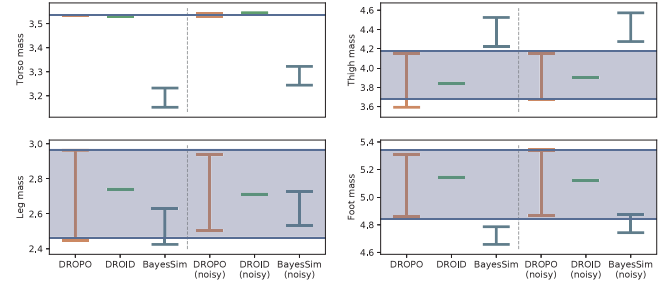 Torso mass
3,5
3,4
3,3
3,2
Thigh mass
4.6
4.4
4.2
4.0
3.8
3.6
Leg mass
3,0
2,8
2,6
2,4
DROPO
DROID
BayesSim
DROPO
(noisy)
DROID
(noisy)
BayesSim
(noisy)
Foot mass
5.4
5.2
5.0
4.8
4.6
DROPO
DROID
BayesSim
DROPO
(noisy)
DROID
(noisy)
BayesSim
(noisy)